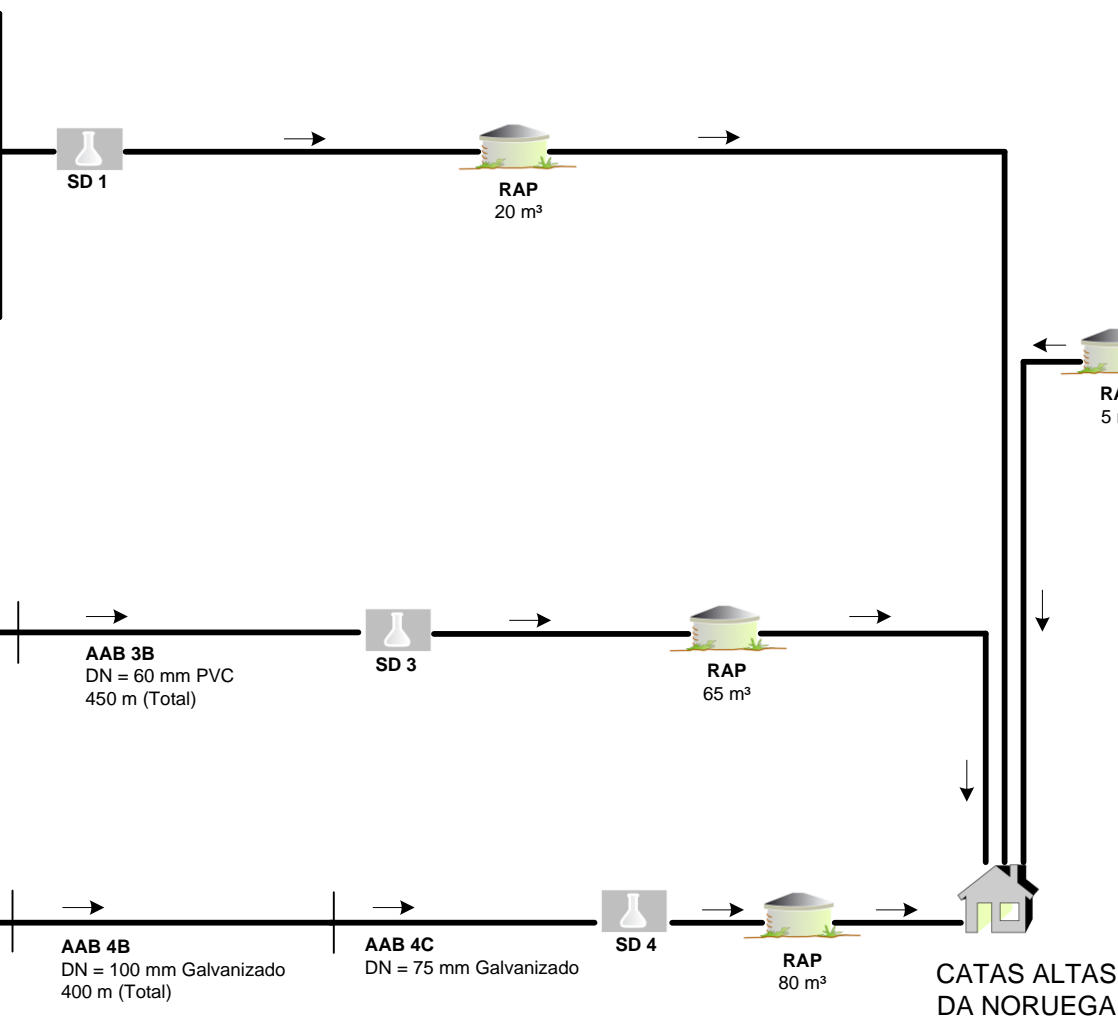 SD 1
RAP
20 m³
5
AAB 3B
DN = 60 mm PVC
450 m (Total)
SD 3
RAP
65 m³
AAB 4B
DN = 100 mm Galvanizado
400 m (Total)
AAB 4C
DN = 75 mm Galvanizado
SD 4
RAP
80 m³
CATAS ALTAS
DA NORUEGA